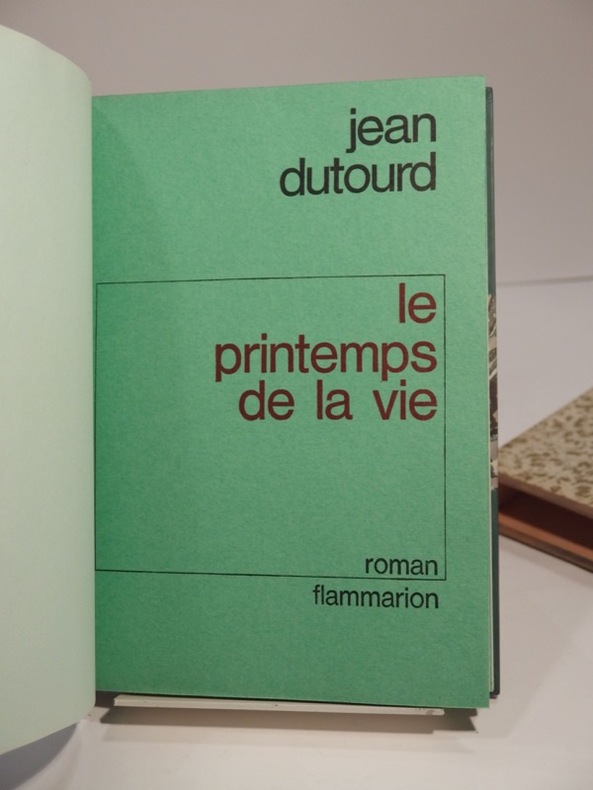 jean
dutourd
le
printemps
de la vie
roman
flammarion